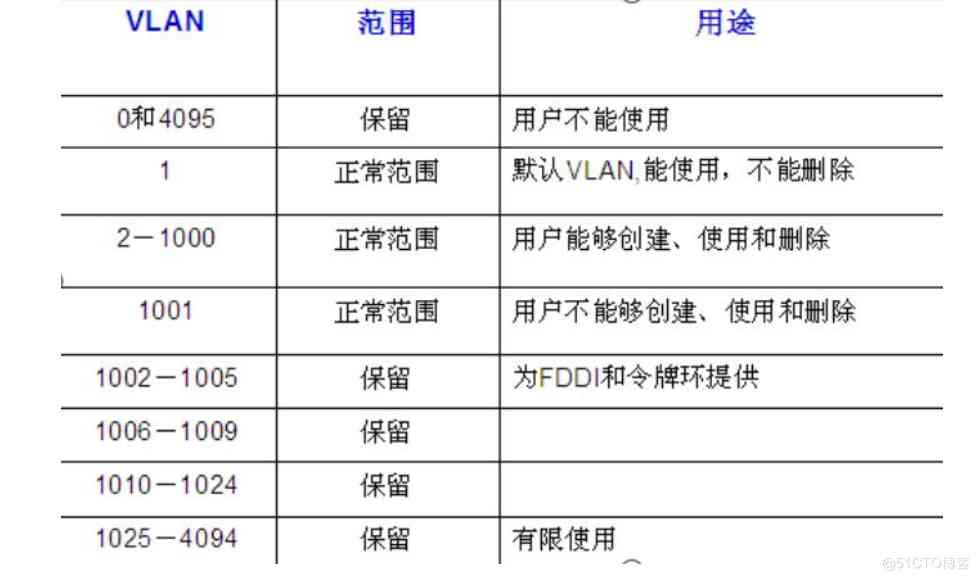 VLAN 范围 用途
0和4095 保留 用户不能使用
1 正常范围 默认VLAN,能使用，不能删除
2－1000 正常范围 用户能够创建、使用和删除
1001 正常范围 用户不能够创建、使用和删除
1002－1005 保留 为FDDI和令牌环提供
1006－1009 保留
1010－1024 保留
1025－4094 保留 有限使用
@51CTO博客